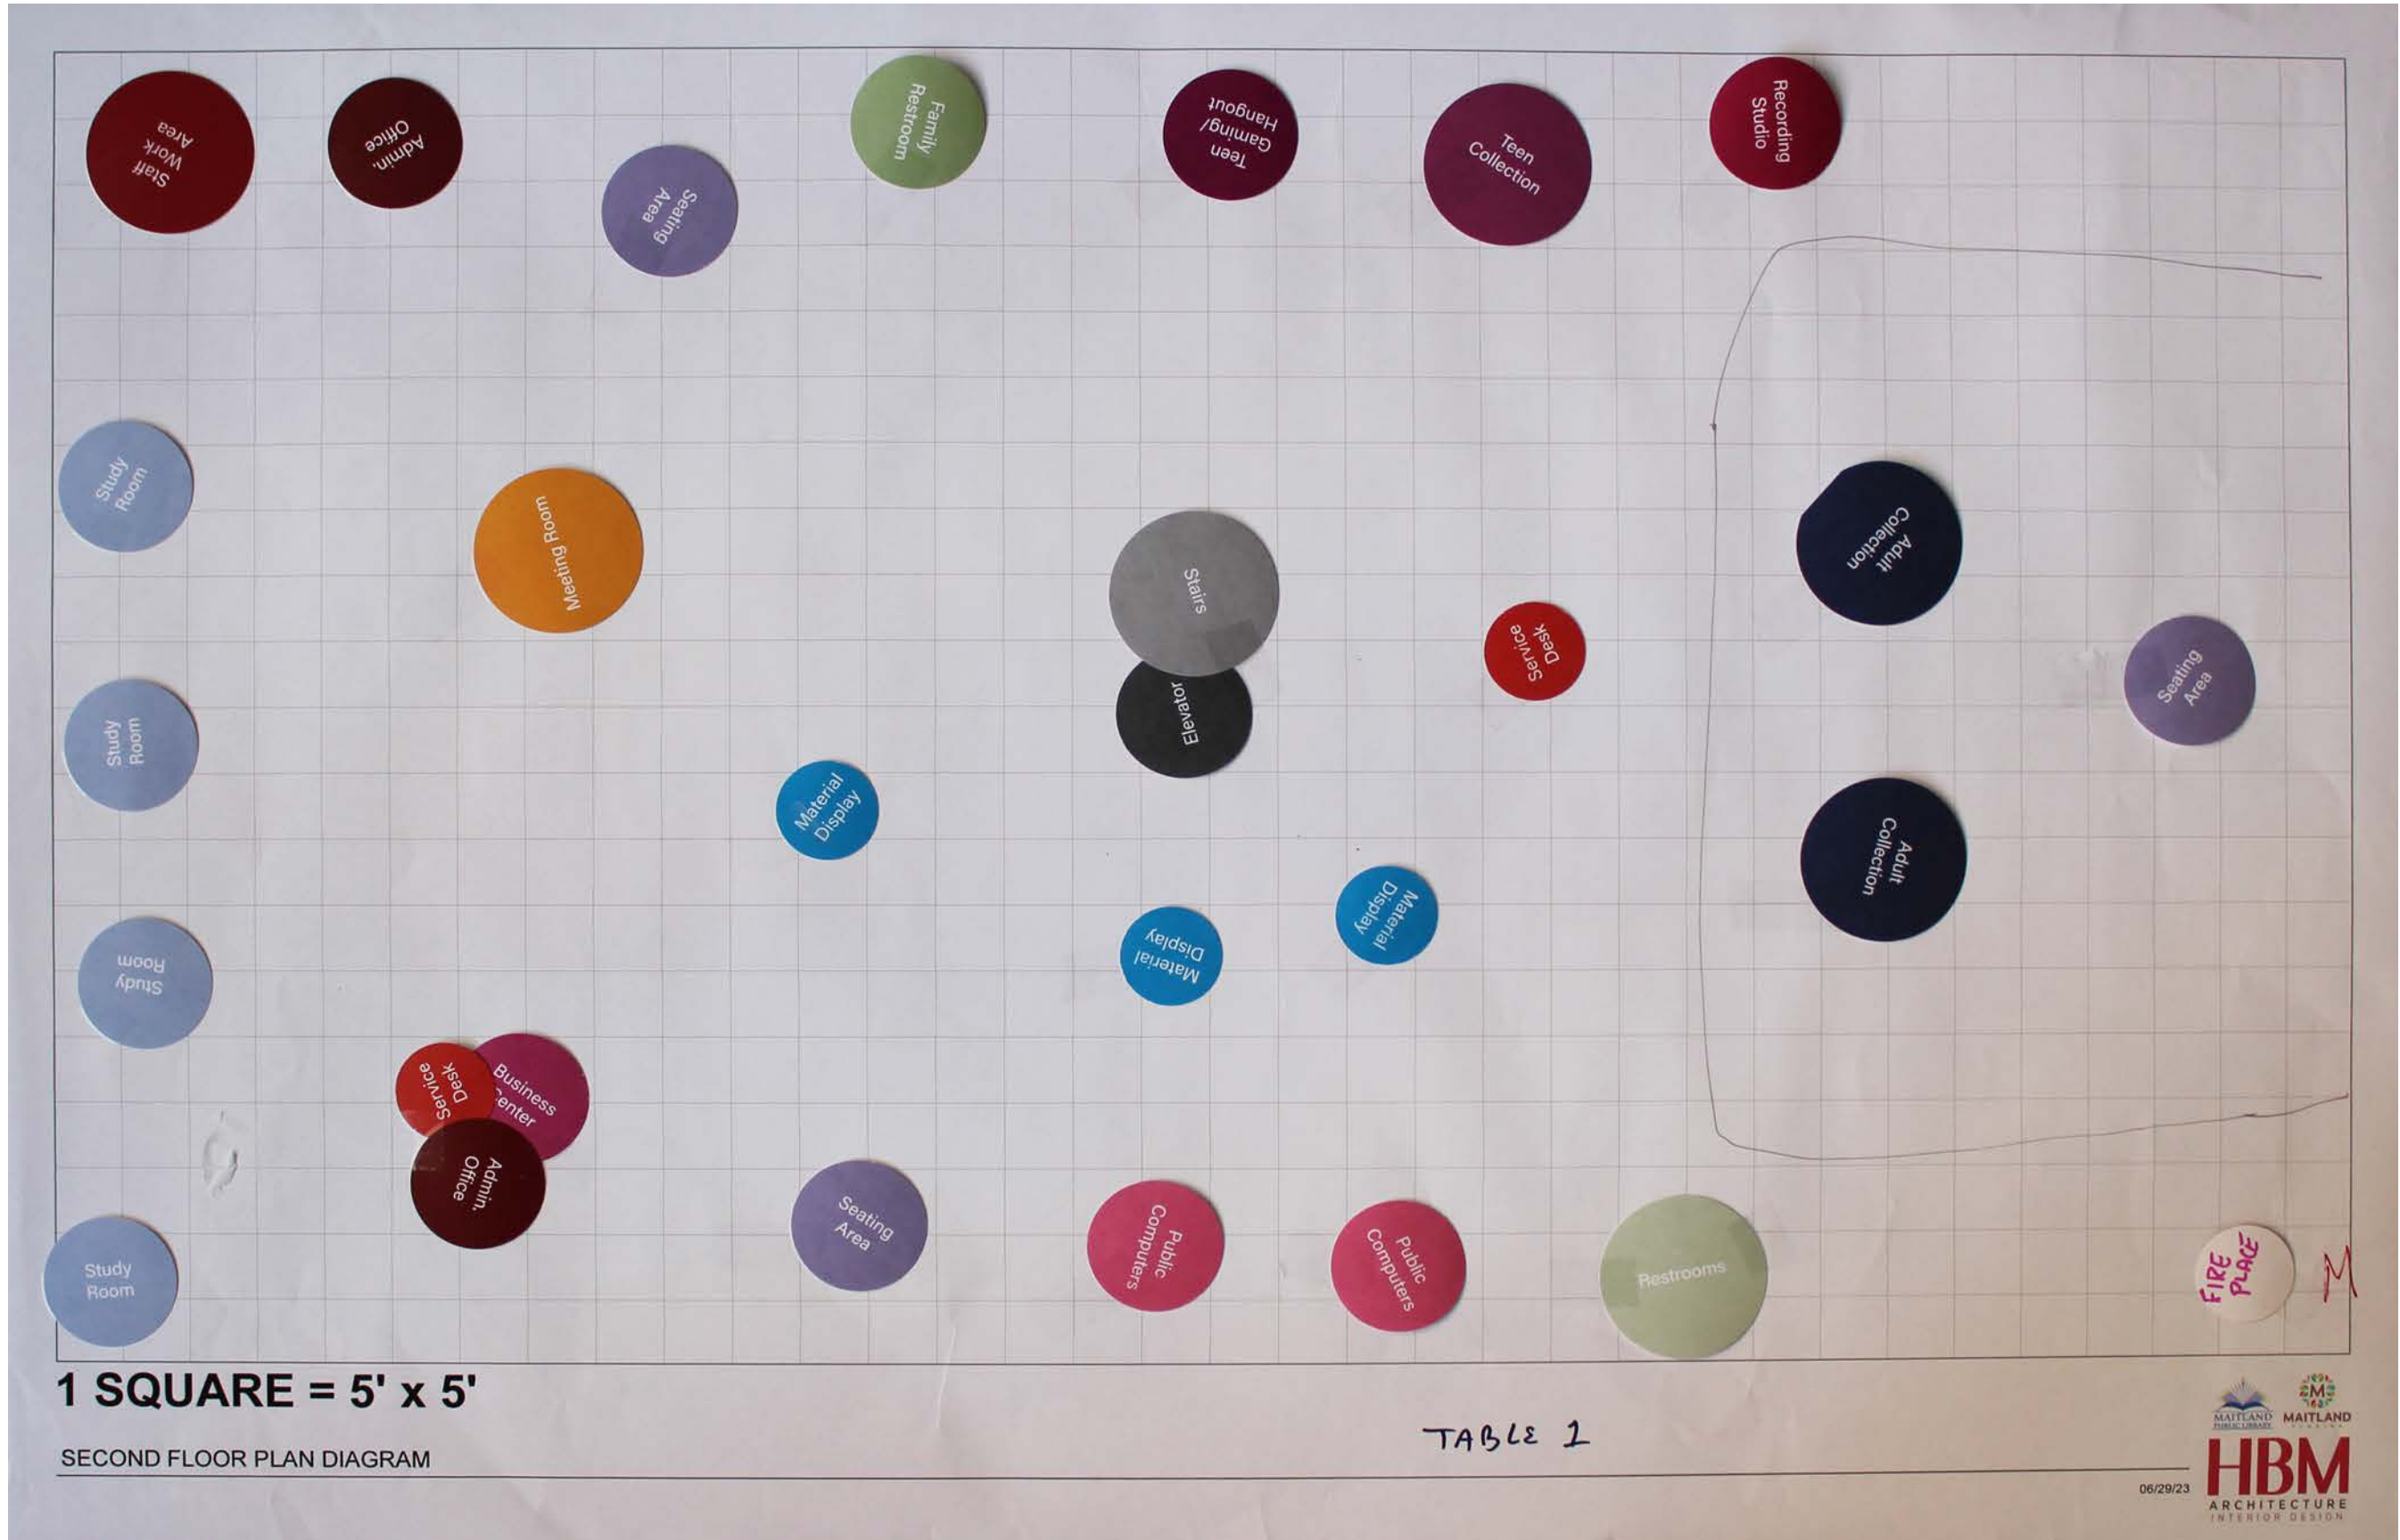 Staff
Work
Area
Admin.
Office
Seating
Area
Family
Restroom
Teen
Gaming/
Hangout
Teen
Collection
Recording
Studio
Study
Room
Meeting Room
Stairs
Elevator
Service
Desk
Adult
Collection
Seating
Area
Study
Room
Material
Display
Material
Display
Material
Display
Adult
Collection
Study
Room
Service
Desk
Business
Center
Admin.
Office
Seating
Area
Public
Computers
Public
Computers
Restrooms
FIRE
PLACE
M
Study
Room
1 SQUARE = 5' x 5'
SECOND FLOOR PLAN DIAGRAM
TABLE 1
06/29/23
MAITLAND
PUBLIC LIBRARY
M
MAITLAND
HBM
ARCHITECTURE
INTERIOR DESIGN